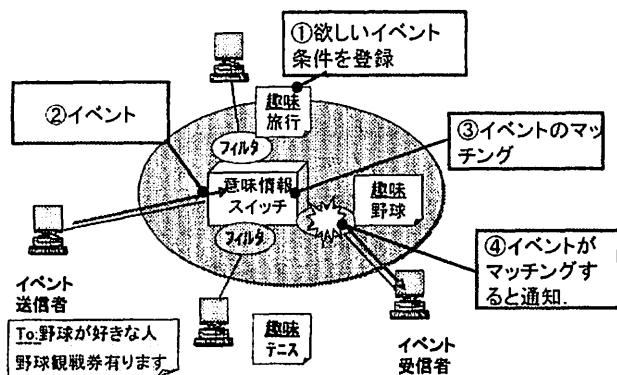 ①欲しいイベント
条件を登録
趣味
旅行
②イベント
フィルタ
③イベントのマッ
チング
意味情報
スイッチ
趣味
野球
フィルタ
④イベントが
マッチングす
ると通知.
イベント
送信者
To:野球が好きな人
野球観戦券有ります
趣味
テニス
イベント
受信者